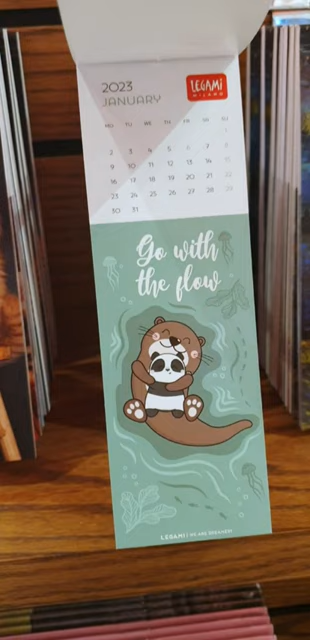 2023
JANUARY
LEGAMI
MILANO
MO TU WE TU FR SA SU
1
2 3 4 5 6 7 8
9 10 11 12 13 14 15
16 17 18 19 20 21 22
23 24 25 26 27 28 29
30 31
Go with
the flow
LEGAMI | WE ARE DREAMERS